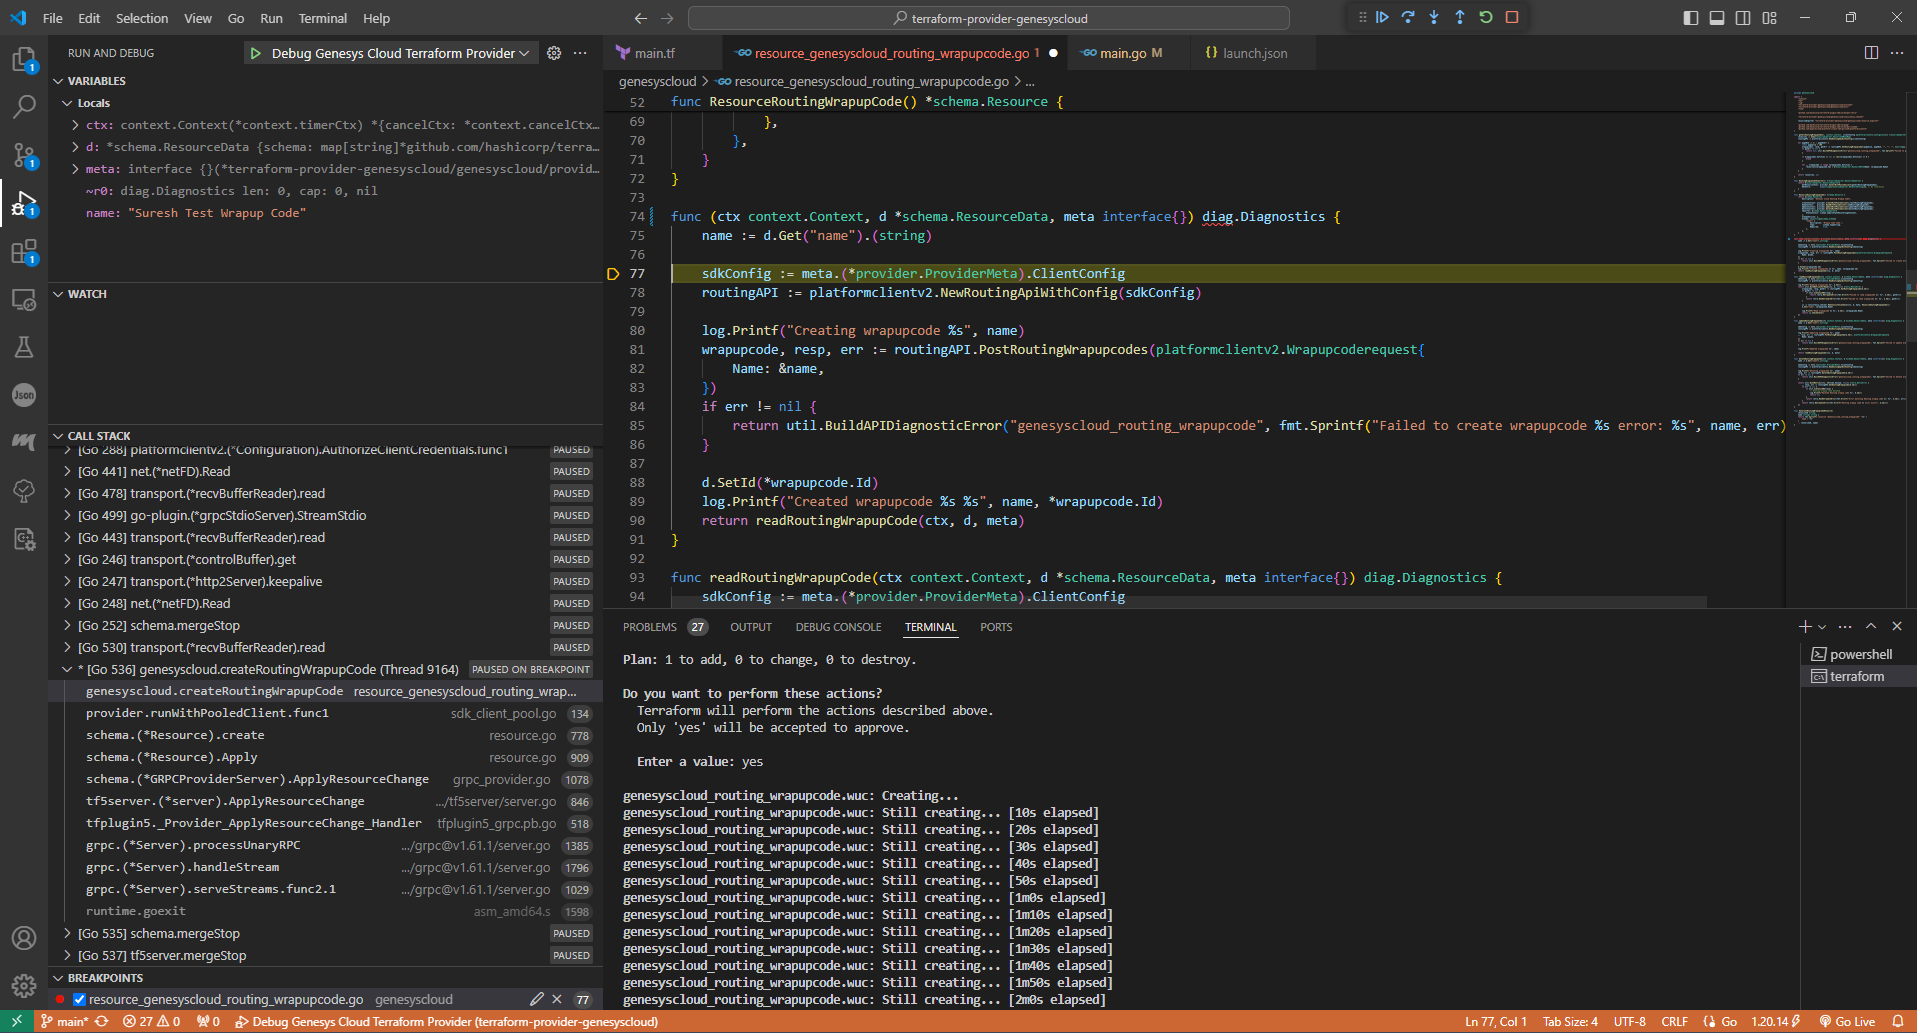 File Edit Selection View Go Run Terminal Help
terraform-provider-genesyscloud
RUN AND DEBUG
Debug Genesys Cloud Terraform Provider
VARIABLES
Locals
ctx: context.Context(*context.timerCtx) *{cancelCtx: *context.cancelCtx...
d: *schema.ResourceData {schema: map[string]*github.com/hashicorp/terra...
meta: interface {}(*terraform-provider-genesyscloud/genesyscloud/provid...
~r0: diag.Diagnostics len: 0, cap: 0, nil
name: "Suresh Test Wrapup Code"
WATCH
CALL STACK
[Go 288] platformclientv2.(*Configuration).AuthorizeClientCredentials.func1 PAUSED
[Go 441] net.(*netFD).Read PAUSED
[Go 478] transport.(*recvBufferReader).read PAUSED
[Go 499] go-plugin.(*grpcStdioServer).StreamStdio PAUSED
[Go 443] transport.(*recvBufferReader).read PAUSED
[Go 246] transport.(*controlBuffer).get PAUSED
[Go 247] transport.(*http2Server).keepalive PAUSED
[Go 248] net.(*netFD).Read PAUSED
[Go 252] schema.mergeStop PAUSED
[Go 530] transport.(*recvBufferReader).read PAUSED
* [Go 536] genesyscloud.createRoutingWrapupCode (Thread 9164) PAUSED ON BREAKPOINT
genesyscloud.createRoutingWrapupCode resource_genesyscloud_routing_wrap...
provider.runWithPooledClient.func1 sdk_client_pool.go 134
schema.(*Resource).create resource.go 778
schema.(*Resource).Apply resource.go 909
schema.(*GRPCProviderServer).ApplyResourceChange grpc_provider.go 1078
tf5server.(*server).ApplyResourceChange .../tf5server/server.go 846
tfplugin5._Provider_ApplyResourceChange_Handler tfplugin5_grpc.pb.go 518
grpc.(*Server).processUnaryRPC .../grpc@v1.61.1/server.go 1385
grpc.(*Server).handleStream .../grpc@v1.61.1/server.go 1796
grpc.(*Server).serveStreams.func2.1 .../grpc@v1.61.1/server.go 1029
runtime.goexit asm_amd64.s 1598
[Go 535] schema.mergeStop PAUSED
[Go 537] tf5server.mergeStop PAUSED
BREAKPOINTS
resource_genesyscloud_routing_wrapupcode.go genesyscloud 77
main.tf resource_genesyscloud_routing_wrapupcode.go 1 main.go M launch.json
genesyscloud > resource_genesyscloud_routing_wrapupcode.go > ...
52 func ResourceRoutingWrapupCode() *schema.Resource {
69 },
70 },
71 }
72 }
73
74 func (ctx context.Context, d *schema.ResourceData, meta interface{}) diag.Diagnostics {
75 name := d.Get("name").(string)
76
77 sdkConfig := meta.(*provider.ProviderMeta).ClientConfig
78 routingAPI := platformclientv2.NewRoutingApiWithConfig(sdkConfig)
79
80 log.Printf("Creating wrapupcode %s", name)
81 wrapupcode, resp, err := routingAPI.PostRoutingWrapupcodes(platformclientv2.Wrapupcoderequest{
82 Name: &name,
83 })
84 if err != nil {
85 return util.BuildAPIDiagnosticError("genesyscloud_routing_wrapupcode", fmt.Sprintf("Failed to create wrapupcode %s error: %s", name, err)
86 }
87
88 d.SetId(*wrapupcode.Id)
89 log.Printf("Created wrapupcode %s %s", name, *wrapupcode.Id)
90 return readRoutingWrapupCode(ctx, d, meta)
91 }
92
93 func readRoutingWrapupCode(ctx context.Context, d *schema.ResourceData, meta interface{}) diag.Diagnostics {
94 sdkConfig := meta.(*provider.ProviderMeta).ClientConfig
PROBLEMS 27 OUTPUT DEBUG CONSOLE TERMINAL PORTS
powershell
terraform
Plan: 1 to add, 0 to change, 0 to destroy.
Do you want to perform these actions?
Terraform will perform the actions described above.
Only 'yes' will be accepted to approve.
Enter a value: yes
genesyscloud_routing_wrapupcode.wuc: Creating...
genesyscloud_routing_wrapupcode.wuc: Still creating... [10s elapsed]
genesyscloud_routing_wrapupcode.wuc: Still creating... [20s elapsed]
genesyscloud_routing_wrapupcode.wuc: Still creating... [30s elapsed]
genesyscloud_routing_wrapupcode.wuc: Still creating... [40s elapsed]
genesyscloud_routing_wrapupcode.wuc: Still creating... [50s elapsed]
genesyscloud_routing_wrapupcode.wuc: Still creating... [1m0s elapsed]
genesyscloud_routing_wrapupcode.wuc: Still creating... [1m10s elapsed]
genesyscloud_routing_wrapupcode.wuc: Still creating... [1m20s elapsed]
genesyscloud_routing_wrapupcode.wuc: Still creating... [1m30s elapsed]
genesyscloud_routing_wrapupcode.wuc: Still creating... [1m40s elapsed]
genesyscloud_routing_wrapupcode.wuc: Still creating... [1m50s elapsed]
genesyscloud_routing_wrapupcode.wuc: Still creating... [2m0s elapsed]
main* 27 0 0 Debug Genesys Cloud Terraform Provider (terraform-provider-genesyscloud) Ln 77, Col 1 Tab Size: 4 UTF-8 CRLF Go 1.20.14 Go Live